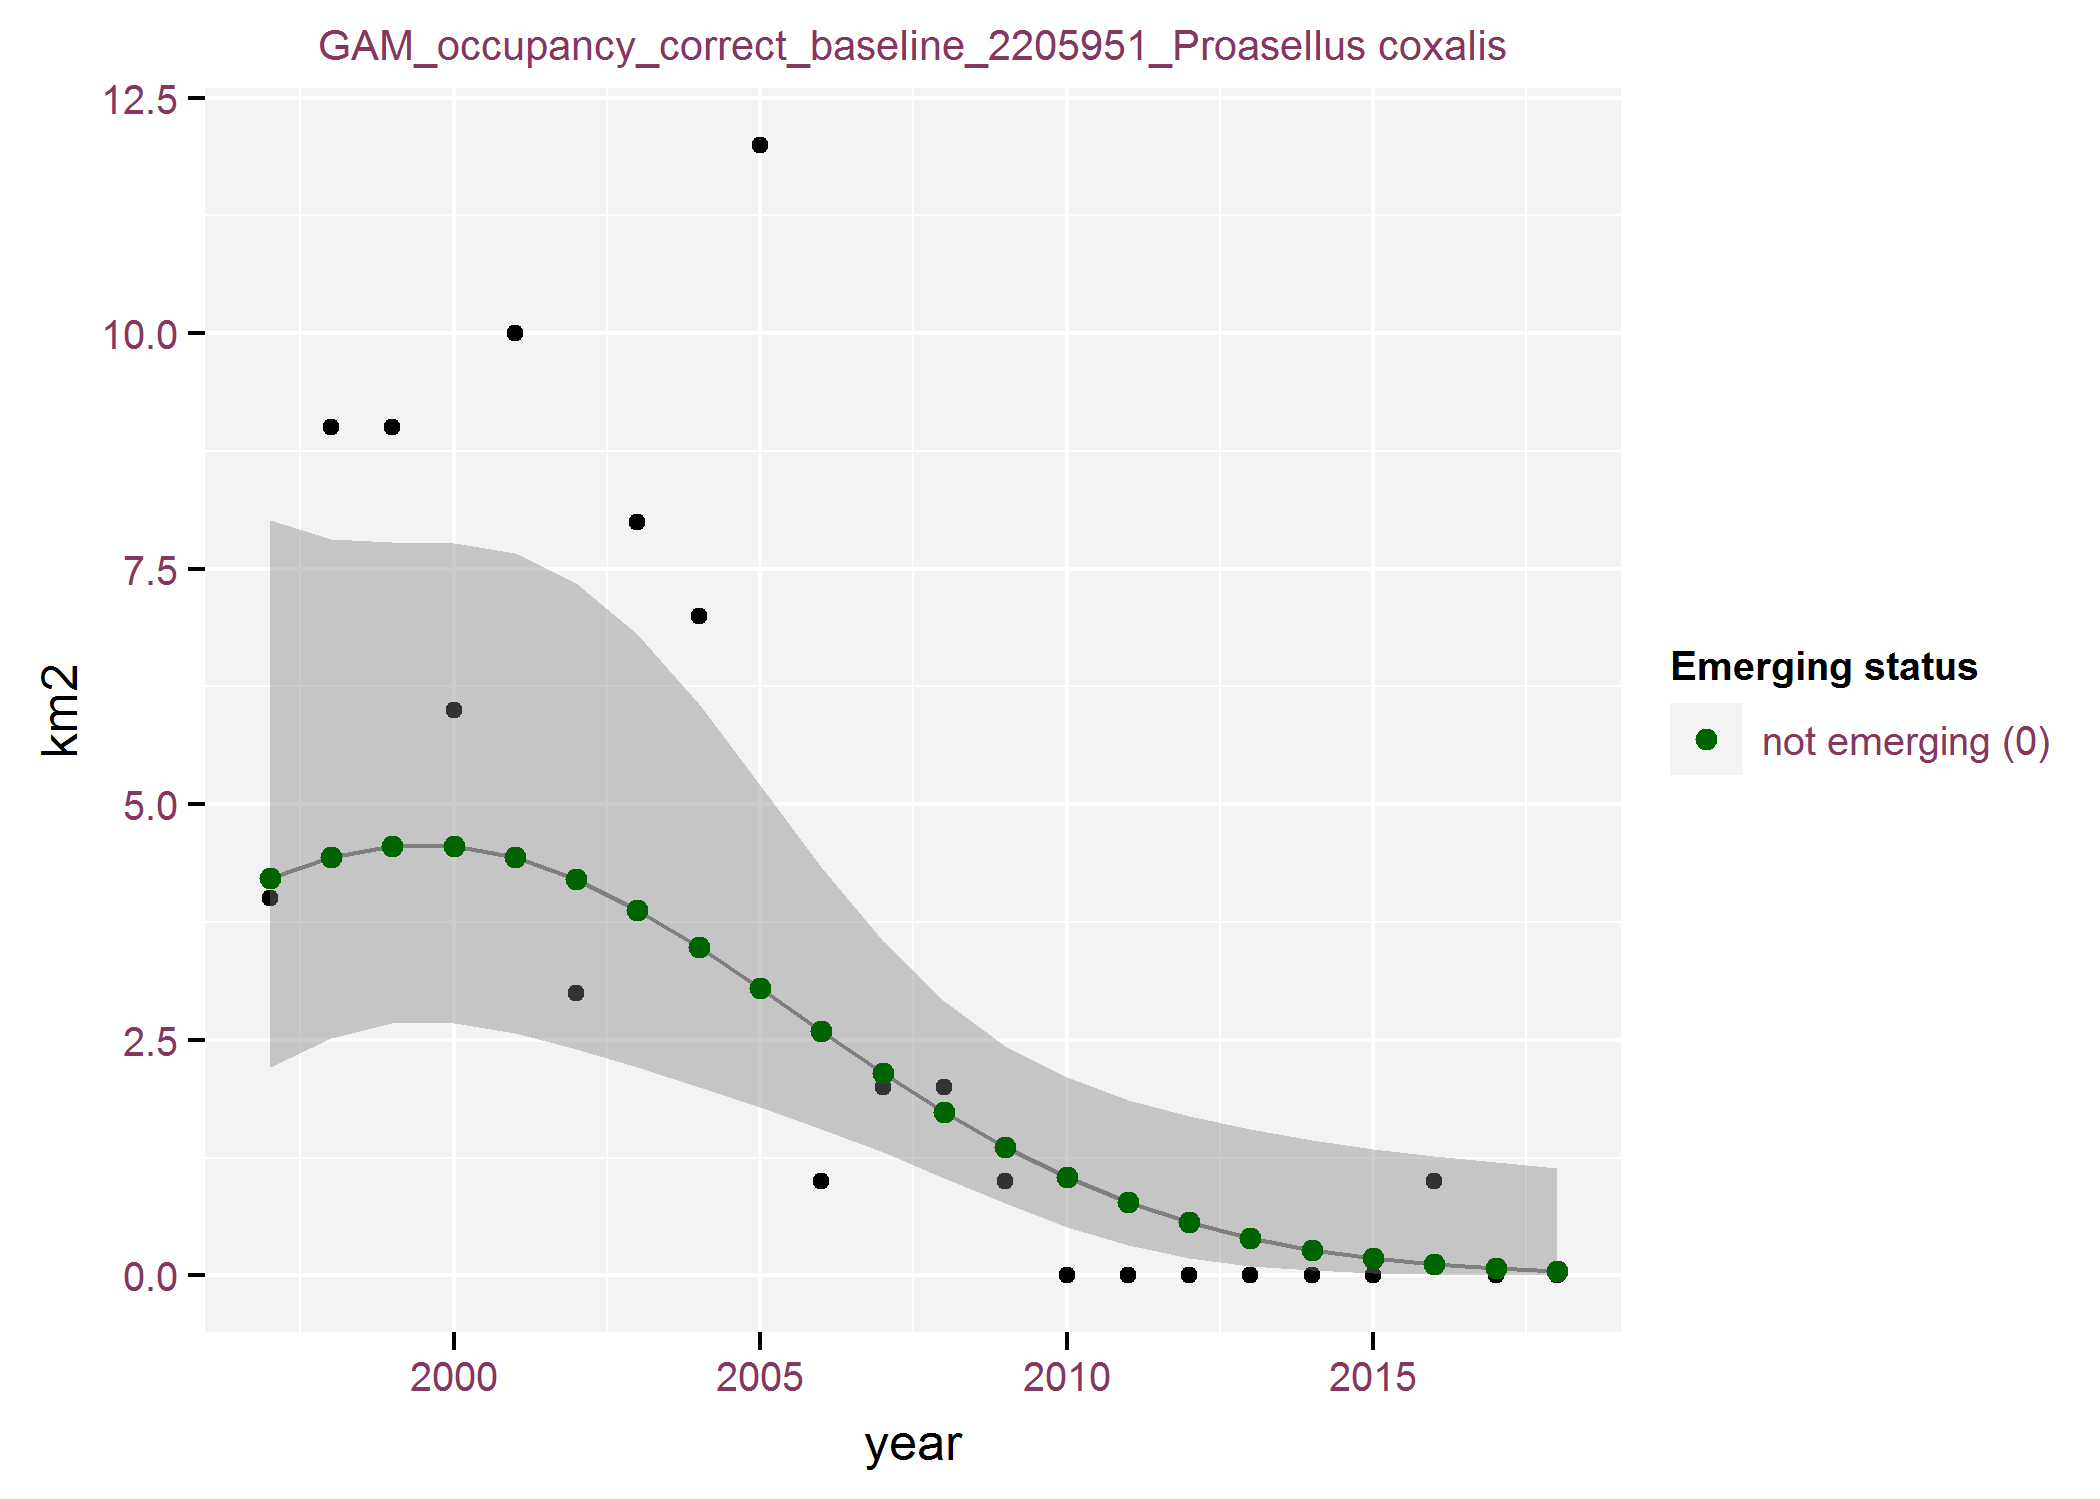 GAM_occupancy_correct_baseline_2205951_Proasellus coxalis
12.5
10.0
7.5
5.0
2.5
0.0
km2
2000
2005
2010
2015
year
Emerging status
not emerging (0)